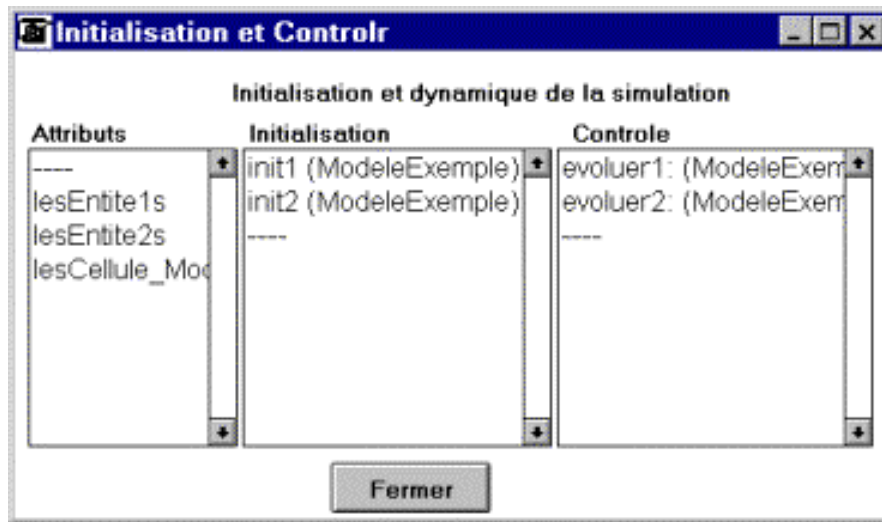 Initialisation et Controlr
Initialisation et dynamique de la simulation
Attributs
Initialisation
Controle
----
lesEntite1s
lesEntite2s
lesCellule_Mod
init1 (ModeleExemple)
init2 (ModeleExemple)
----
evoluer1: (ModeleExem
evoluer2: (ModeleExem
----
Fermer